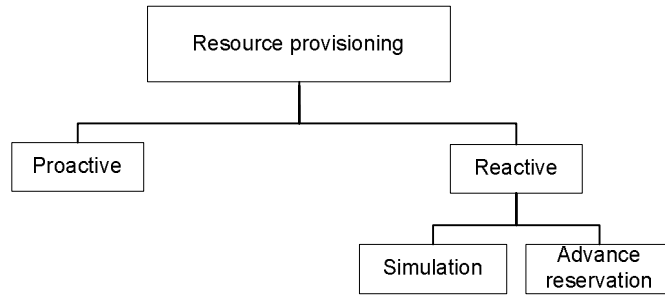 Resource provisioning
Proactive
Reactive
Simulation
Advance
reservation